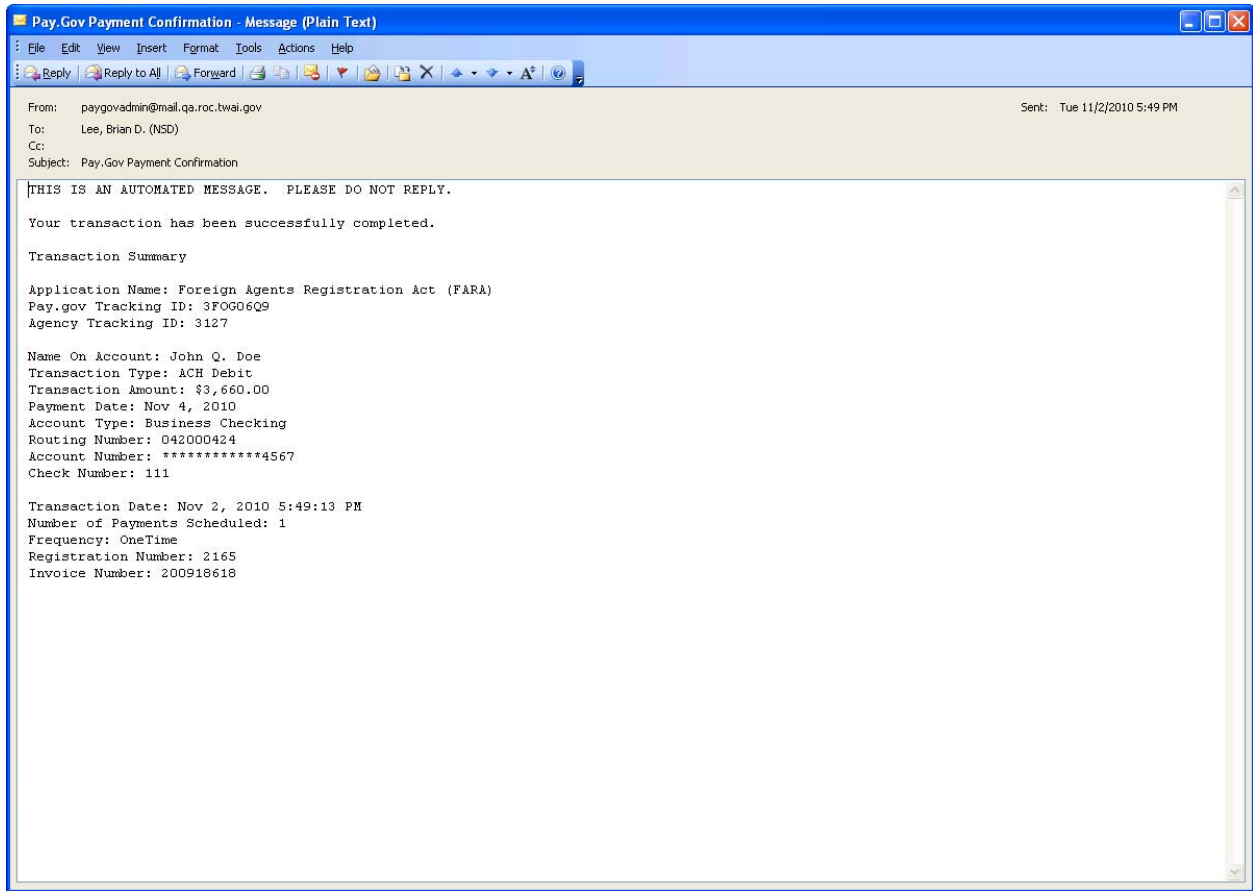 Pay.Gov Payment Confirmation - Message (Plain Text)
File Edit View Insert Format Tools Actions Help
Reply Reply to All Forward
From: paygovadmin@mail.qa.roc.twai.gov Sent: Tue 11/2/2010 5:49 PM
To: Lee, Brian D. (NSD)
Cc:
Subject: Pay.Gov Payment Confirmation
THIS IS AN AUTOMATED MESSAGE. PLEASE DO NOT REPLY.
Your transaction has been successfully completed.
Transaction Summary
Application Name: Foreign Agents Registration Act (FARA)
Pay.gov Tracking ID: 3FOG06Q9
Agency Tracking ID: 3127
Name On Account: John Q. Doe
Transaction Type: ACH Debit
Transaction Amount: $3,660.00
Payment Date: Nov 4, 2010
Account Type: Business Checking
Routing Number: 042000424
Account Number: ************4567
Check Number: 111
Transaction Date: Nov 2, 2010 5:49:13 PM
Number of Payments Scheduled: 1
Frequency: OneTime
Registration Number: 2165
Invoice Number: 200918618